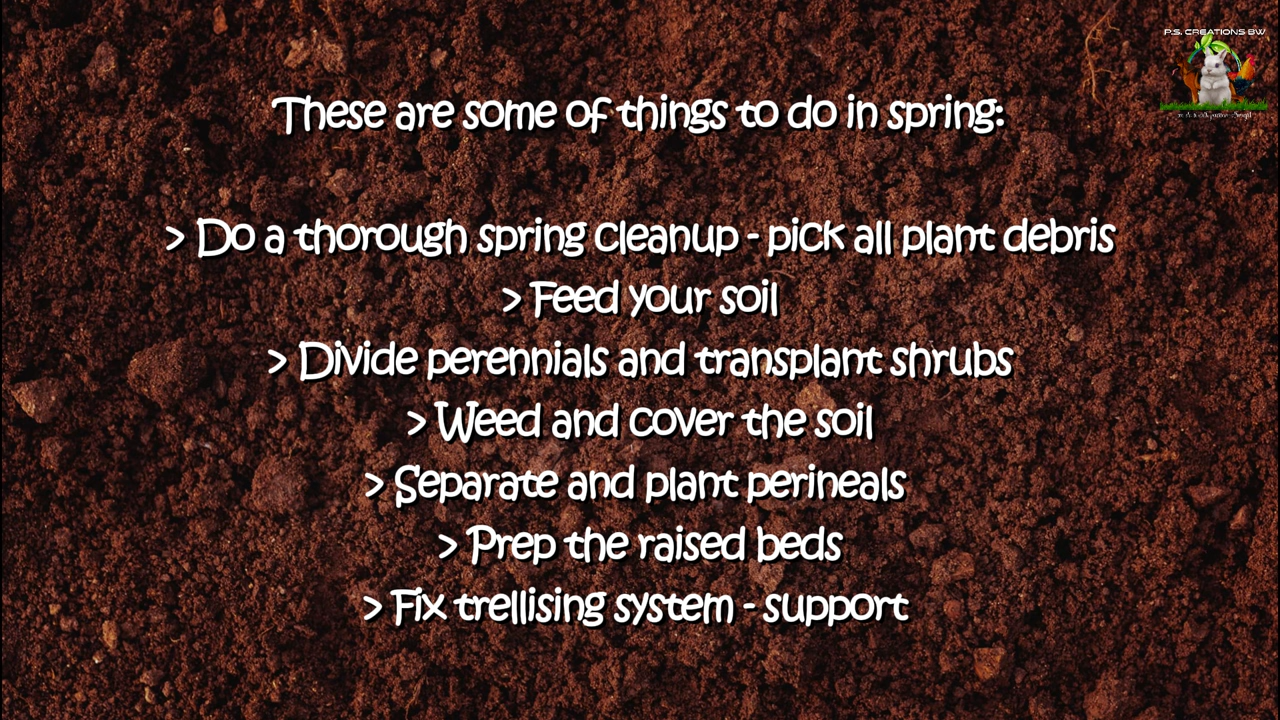 P.S. CREATIONS BW
These are some of things to do in spring:
> Do a thorough spring cleanup - pick all plant debris
> Feed your soil
> Divide perennials and transplant shrubs
> Weed and cover the soil
> Separate and plant perineals
> Prep the raised beds
> Fix trellising system - support